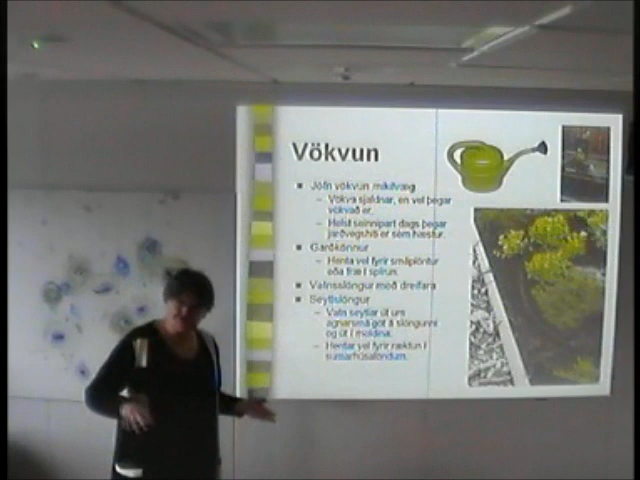 Vökvun
Jöfn vökvun mikilvæg
Vökva sjaldnar, en vel þegar
vökvað er.
Helst seinnipart dags þegar
jarðvegshiti er sem hæstur.
Garðkönnur
Henta vel fyrir smáplöntur
eða fræ í spírun.
Vatnsslöngur með dreifara
Seytlslöngur
Vatn seytlar út um
agnarsmá göt á slöngunni
og út í moldina.
Hentar vel fyrir ræktun í
sumarhúsalöndum.